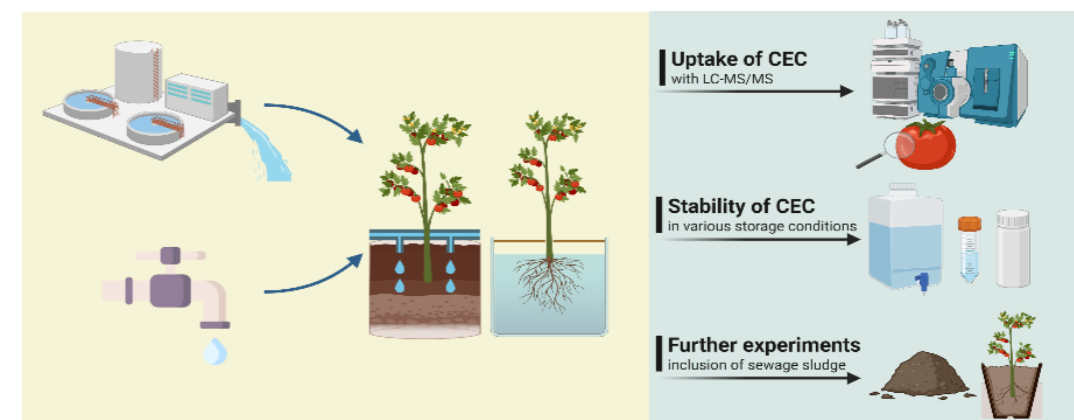 Uptake of CEC
with LC-MS/MS
Stability of CEC
in various storage conditions
Further experiments
inclusion of sewage sludge